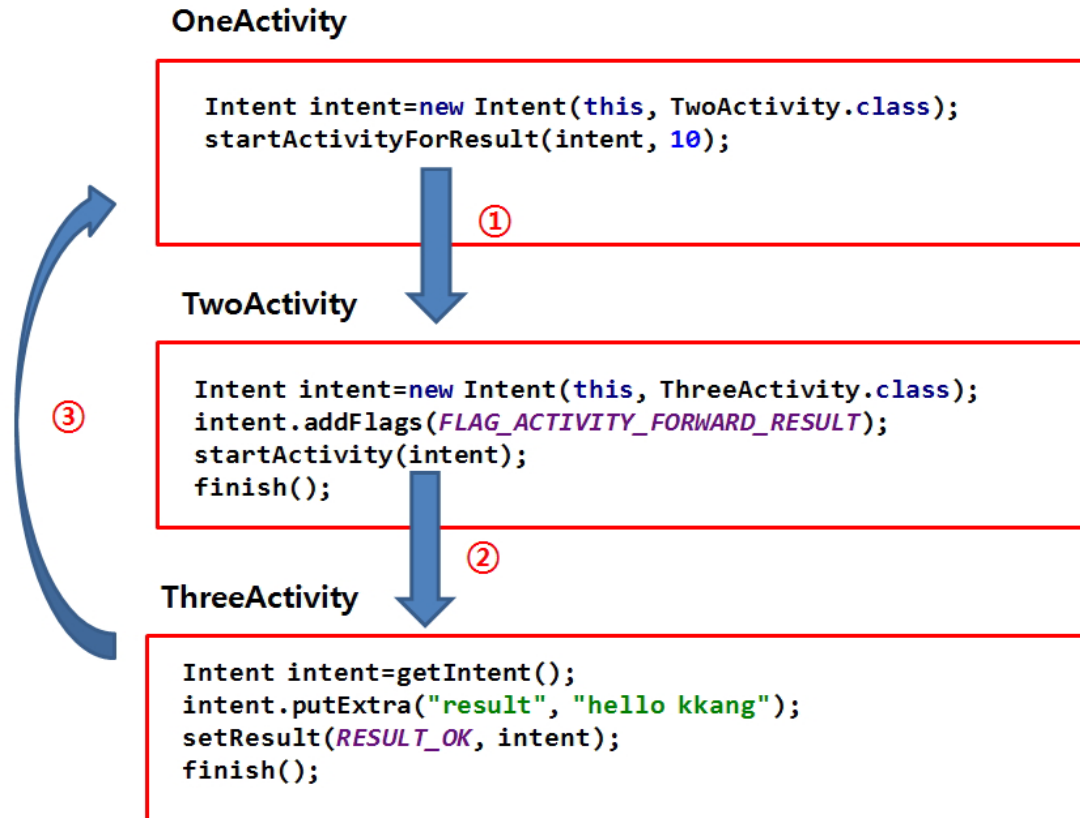 OneActivity
Intent intent=new Intent(this, TwoActivity.class);
startActivityForResult(intent, 10);
①
TwoActivity
Intent intent=new Intent(this, ThreeActivity.class);
intent.addFlags(FLAG_ACTIVITY_FORWARD_RESULT);
startActivity(intent);
finish();
③
②
ThreeActivity
Intent intent=getIntent();
intent.putExtra("result", "hello kkang");
setResult(RESULT_OK, intent);
finish();